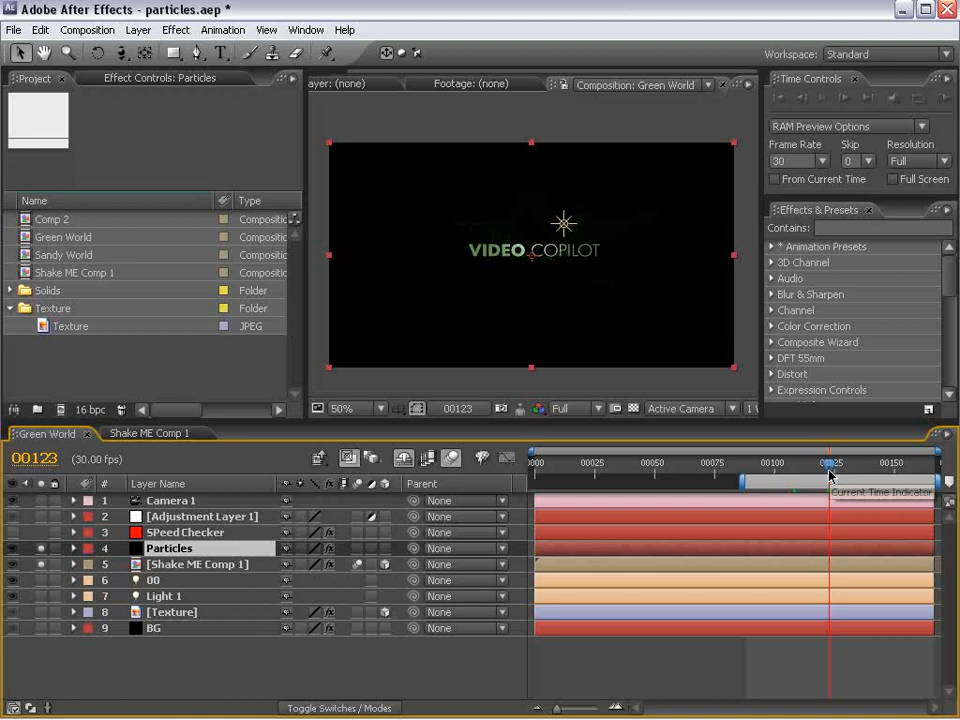 Adobe After Effects - particles.aep *
File Edit Composition Layer Effect Animation View Window Help
Workspace: Standard
Project Effect Controls: Particles
ayer: (none) Footage: (none) Composition: Green World
Time Controls
RAM Preview Options
Frame Rate Skip Resolution
30 0 Full
From Current Time Full Screen
Effects & Presets
Contains:
* Animation Presets
3D Channel
Audio
Blur & Sharpen
Channel
Color Correction
Composite Wizard
DFT 55mm
Distort
Expression Controls
Name Type
Comp 2 Compositic
Green World Compositic
Sandy World Compositic
Shake ME Comp 1 Compositic
Solids Folder
Texture Folder
Texture JPEG
16 bpc
VIDEO COPILOT
50% 00123 Full Active Camera 1
Green World Shake ME Comp 1
00123 (30.00 fps)
0000 00025 00050 00075 00100 00150
# Layer Name Parent
Current Time Indicator
1 Camera 1 None
2 [Adjustment Layer 1] None
3 SPeed Checker None
4 Particles None
5 [Shake ME Comp 1] None
6 00 None
7 Light 1 None
8 [Texture] None
9 BG None
Toggle Switches / Modes